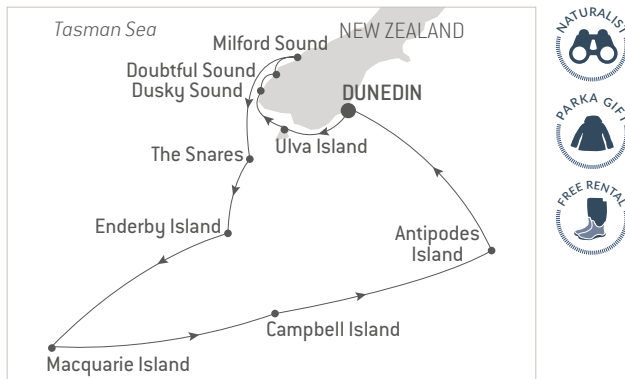 Tasman Sea
NEW ZEALAND
Milford Sound
Doubtful Sound
Dusky Sound
DUNEDIN
Ulva Island
The Snares
Enderby Island
Antipodes
Island
Campbell Island
Macquarie Island
NATURALIST
PARKA GIFT
FREE RENTAL